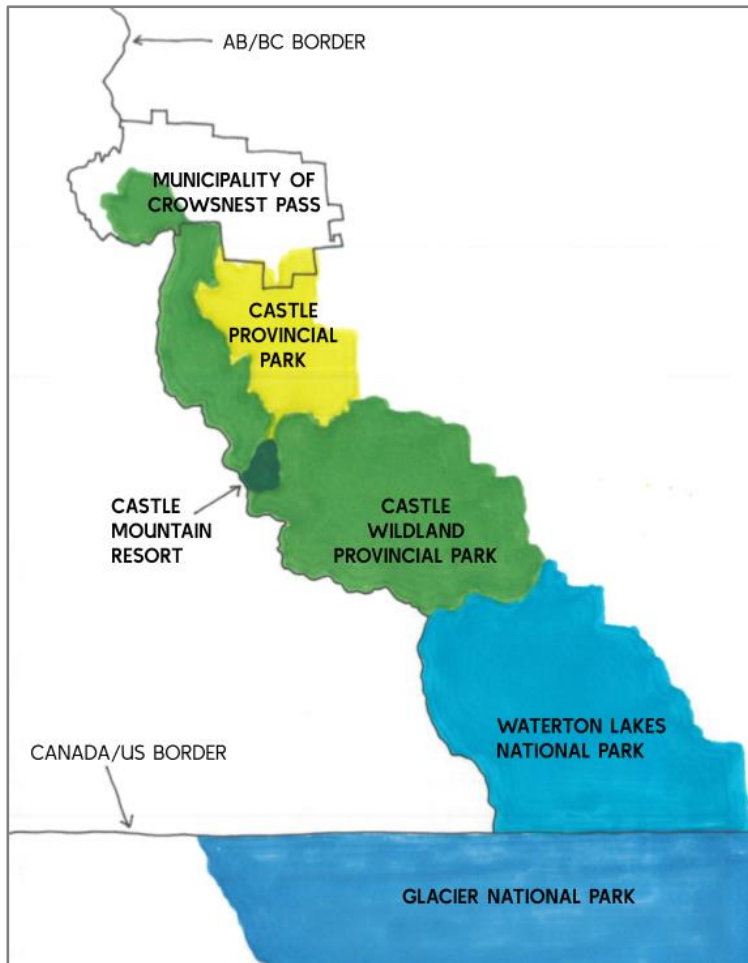 AB/BC BORDER
MUNICIPALITY OF
CROWSNEST PASS
CASTLE
PROVINCIAL
PARK
CASTLE
MOUNTAIN
RESORT
CASTLE
WILDLAND
PROVINCIAL PARK
WATERTON LAKES
NATIONAL PARK
CANADA/US BORDER
GLACIER NATIONAL PARK